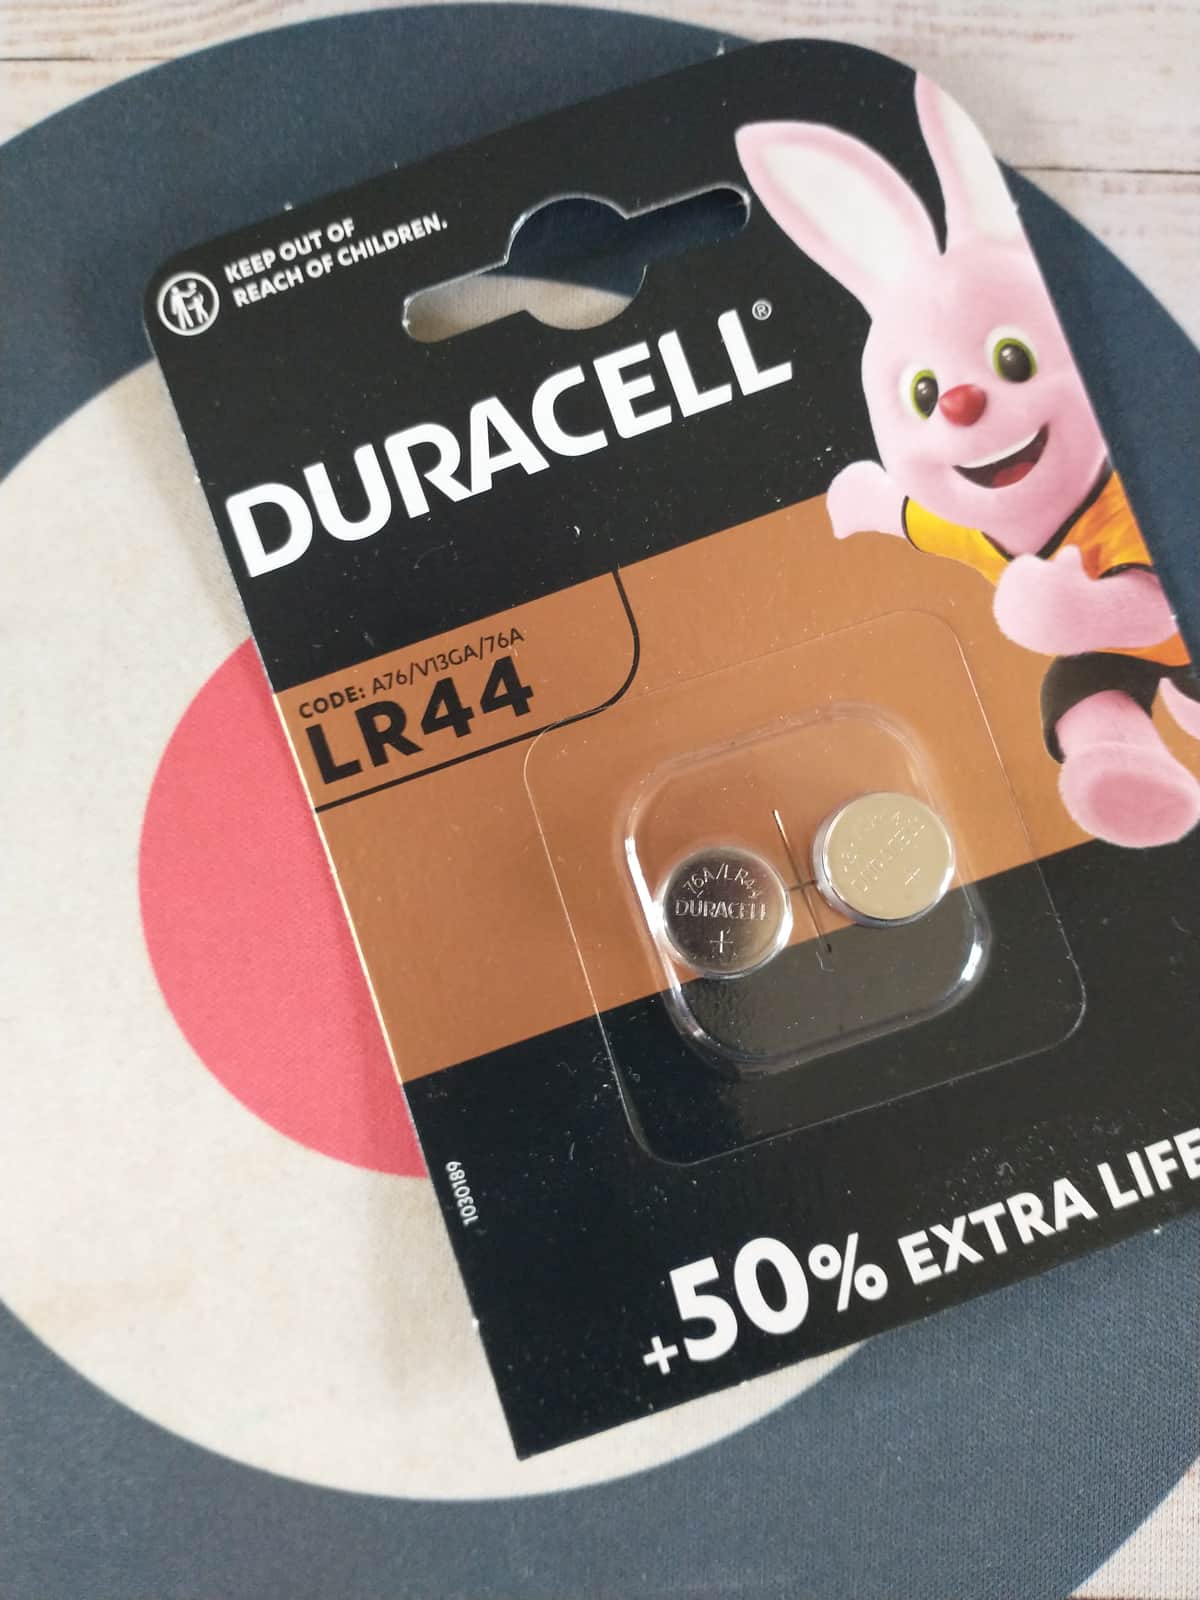 KEEP OUT OF
REACH OF CHILDREN.
DURACELL®
CODE: A76/V13GA/76A
LR44
76A/LR44
DURACELL
+
DURACELL
+
1030189
+50% EXTRA LIFE